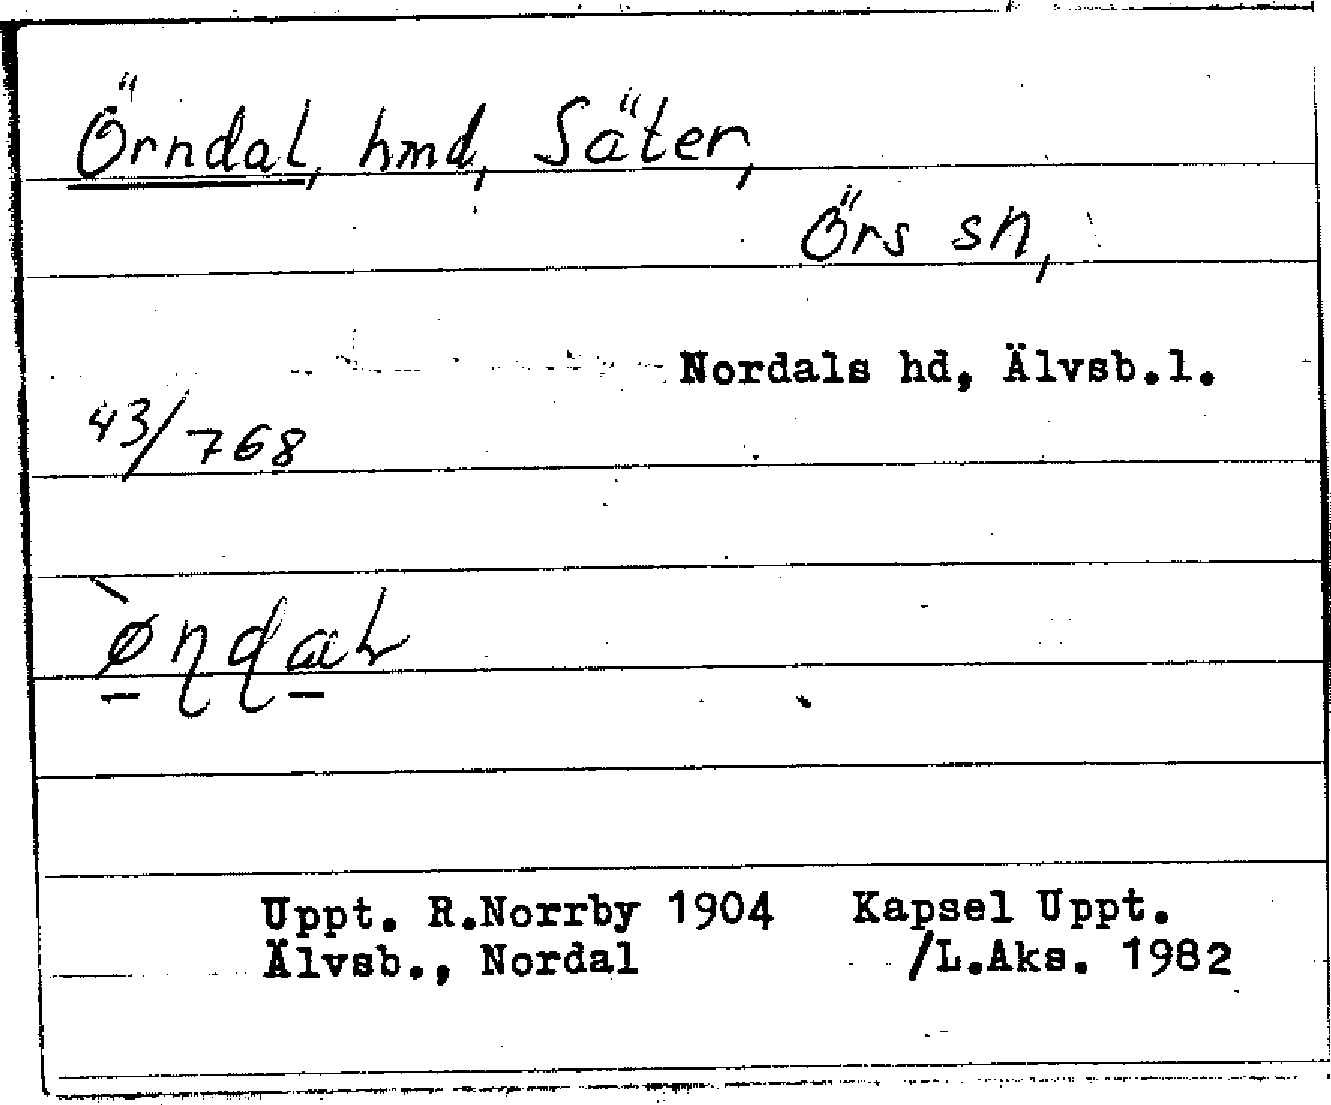 Örndal, hmd, Säter,
Örs sn,
Nordals hd, Älvsb.l.
43/768
Uppt. R.Norrby 1904 Kapsel Uppt.
Älvsb., Nordal /L.Aks. 1982